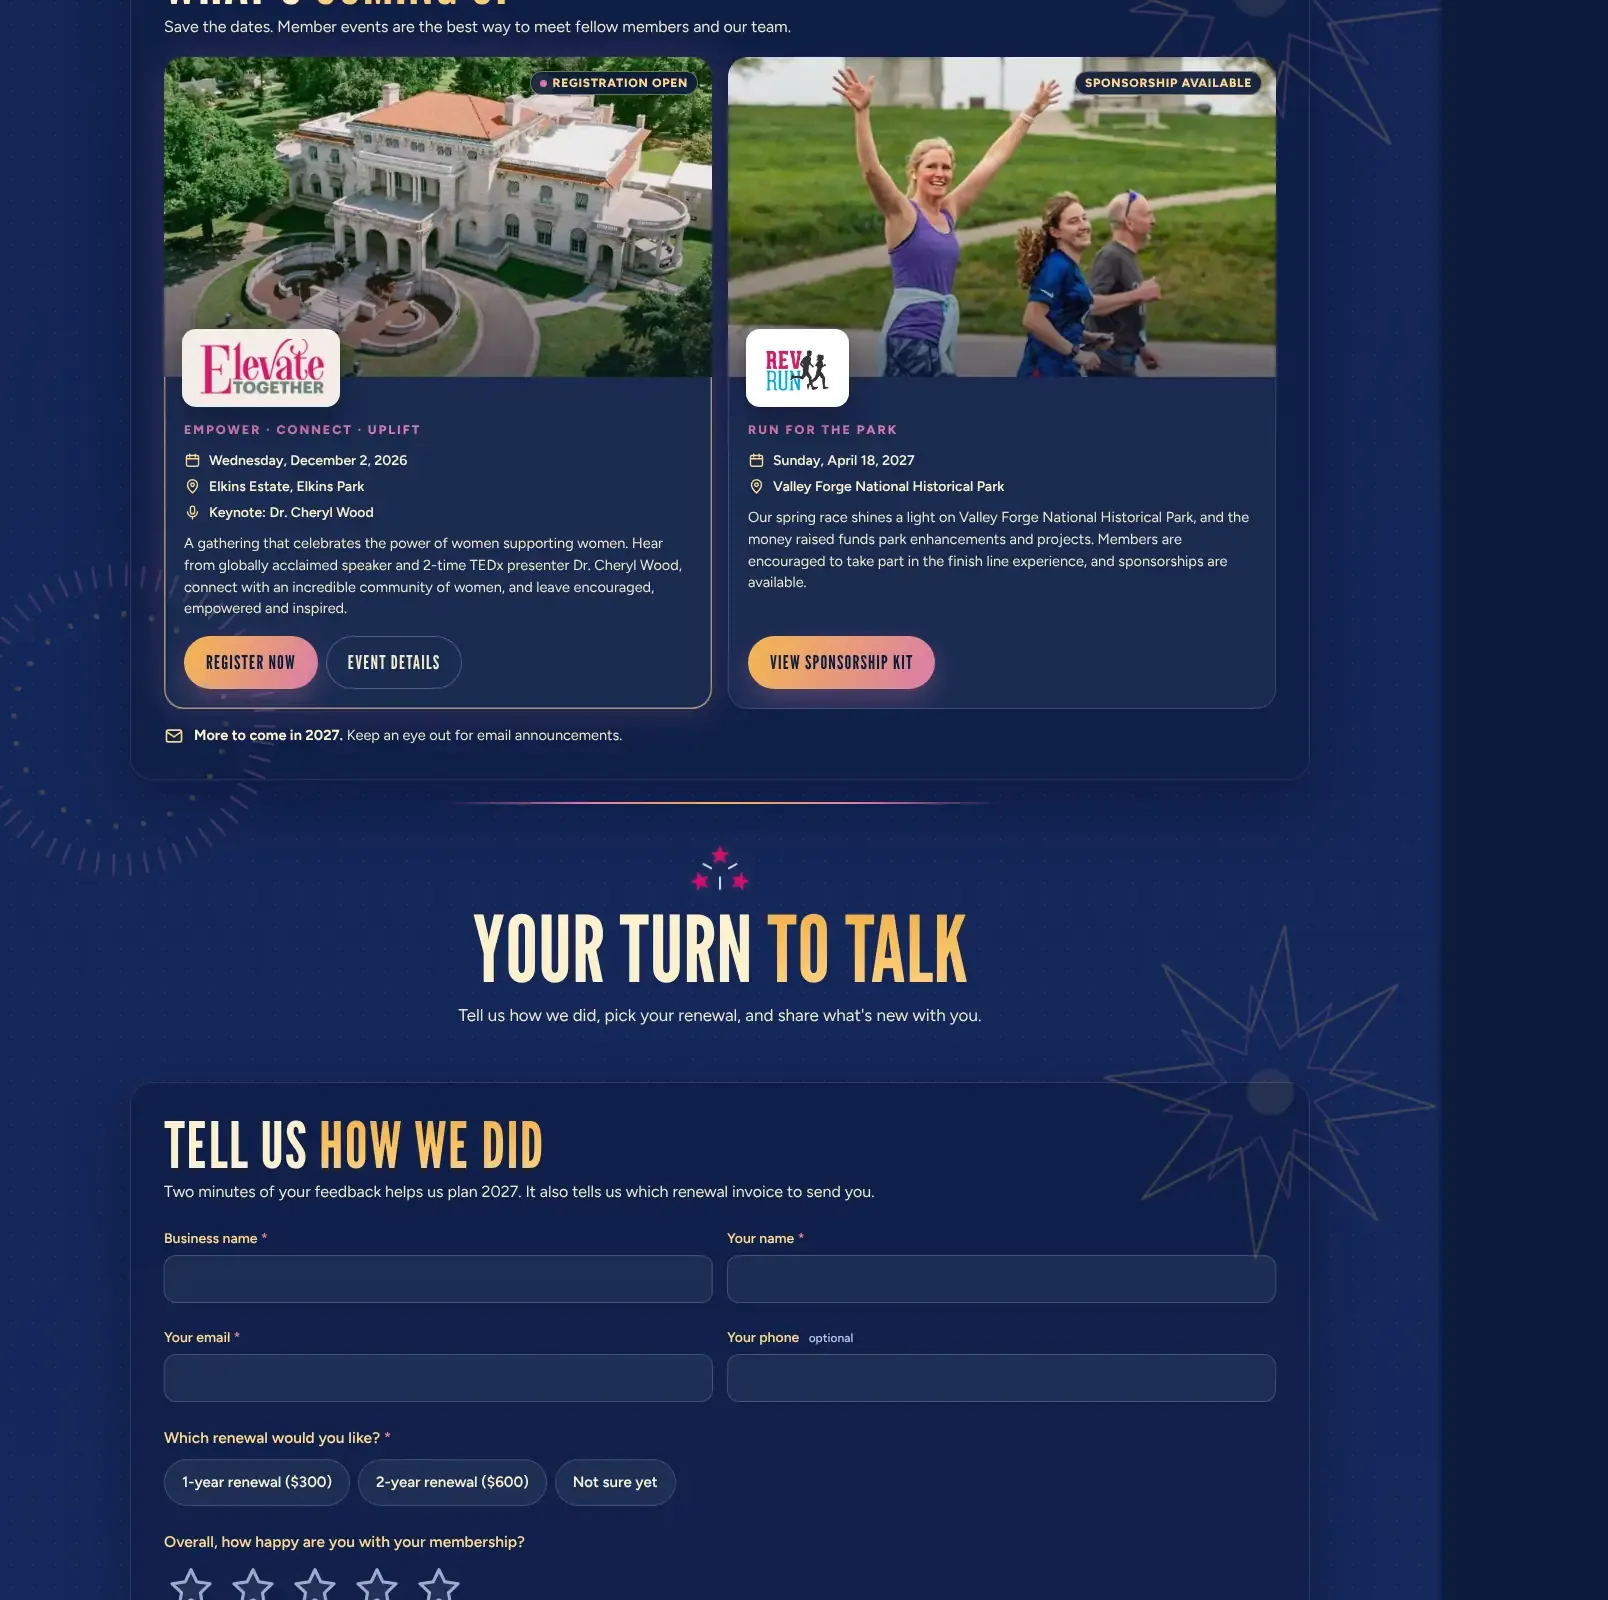 WHAT'S COMING UP
Save the dates. Member events are the best way to meet fellow members and our team.
REGISTRATION OPEN
Elevate
TOGETHER
EMPOWER · CONNECT · UPLIFT
Wednesday, December 2, 2026
Elkins Estate, Elkins Park
Keynote: Dr. Cheryl Wood
A gathering that celebrates the power of women supporting women. Hear
from globally acclaimed speaker and 2-time TEDx presenter Dr. Cheryl Wood,
connect with an incredible community of women, and leave encouraged,
empowered and inspired.
REGISTER NOW
EVENT DETAILS
SPONSORSHIP AVAILABLE
REV
RUN
RUN FOR THE PARK
Sunday, April 18, 2027
Valley Forge National Historical Park
Our spring race shines a light on Valley Forge National Historical Park, and the
money raised funds park enhancements and projects. Members are
encouraged to take part in the finish line experience, and sponsorships are
available.
VIEW SPONSORSHIP KIT
More to come in 2027. Keep an eye out for email announcements.
YOUR TURN TO TALK
Tell us how we did, pick your renewal, and share what's new with you.
TELL US HOW WE DID
Two minutes of your feedback helps us plan 2027. It also tells us which renewal invoice to send you.
Business name *
Your name *
Your email *
Your phone optional
Which renewal would you like? *
1-year renewal ($300)
2-year renewal ($600)
Not sure yet
Overall, how happy are you with your membership?